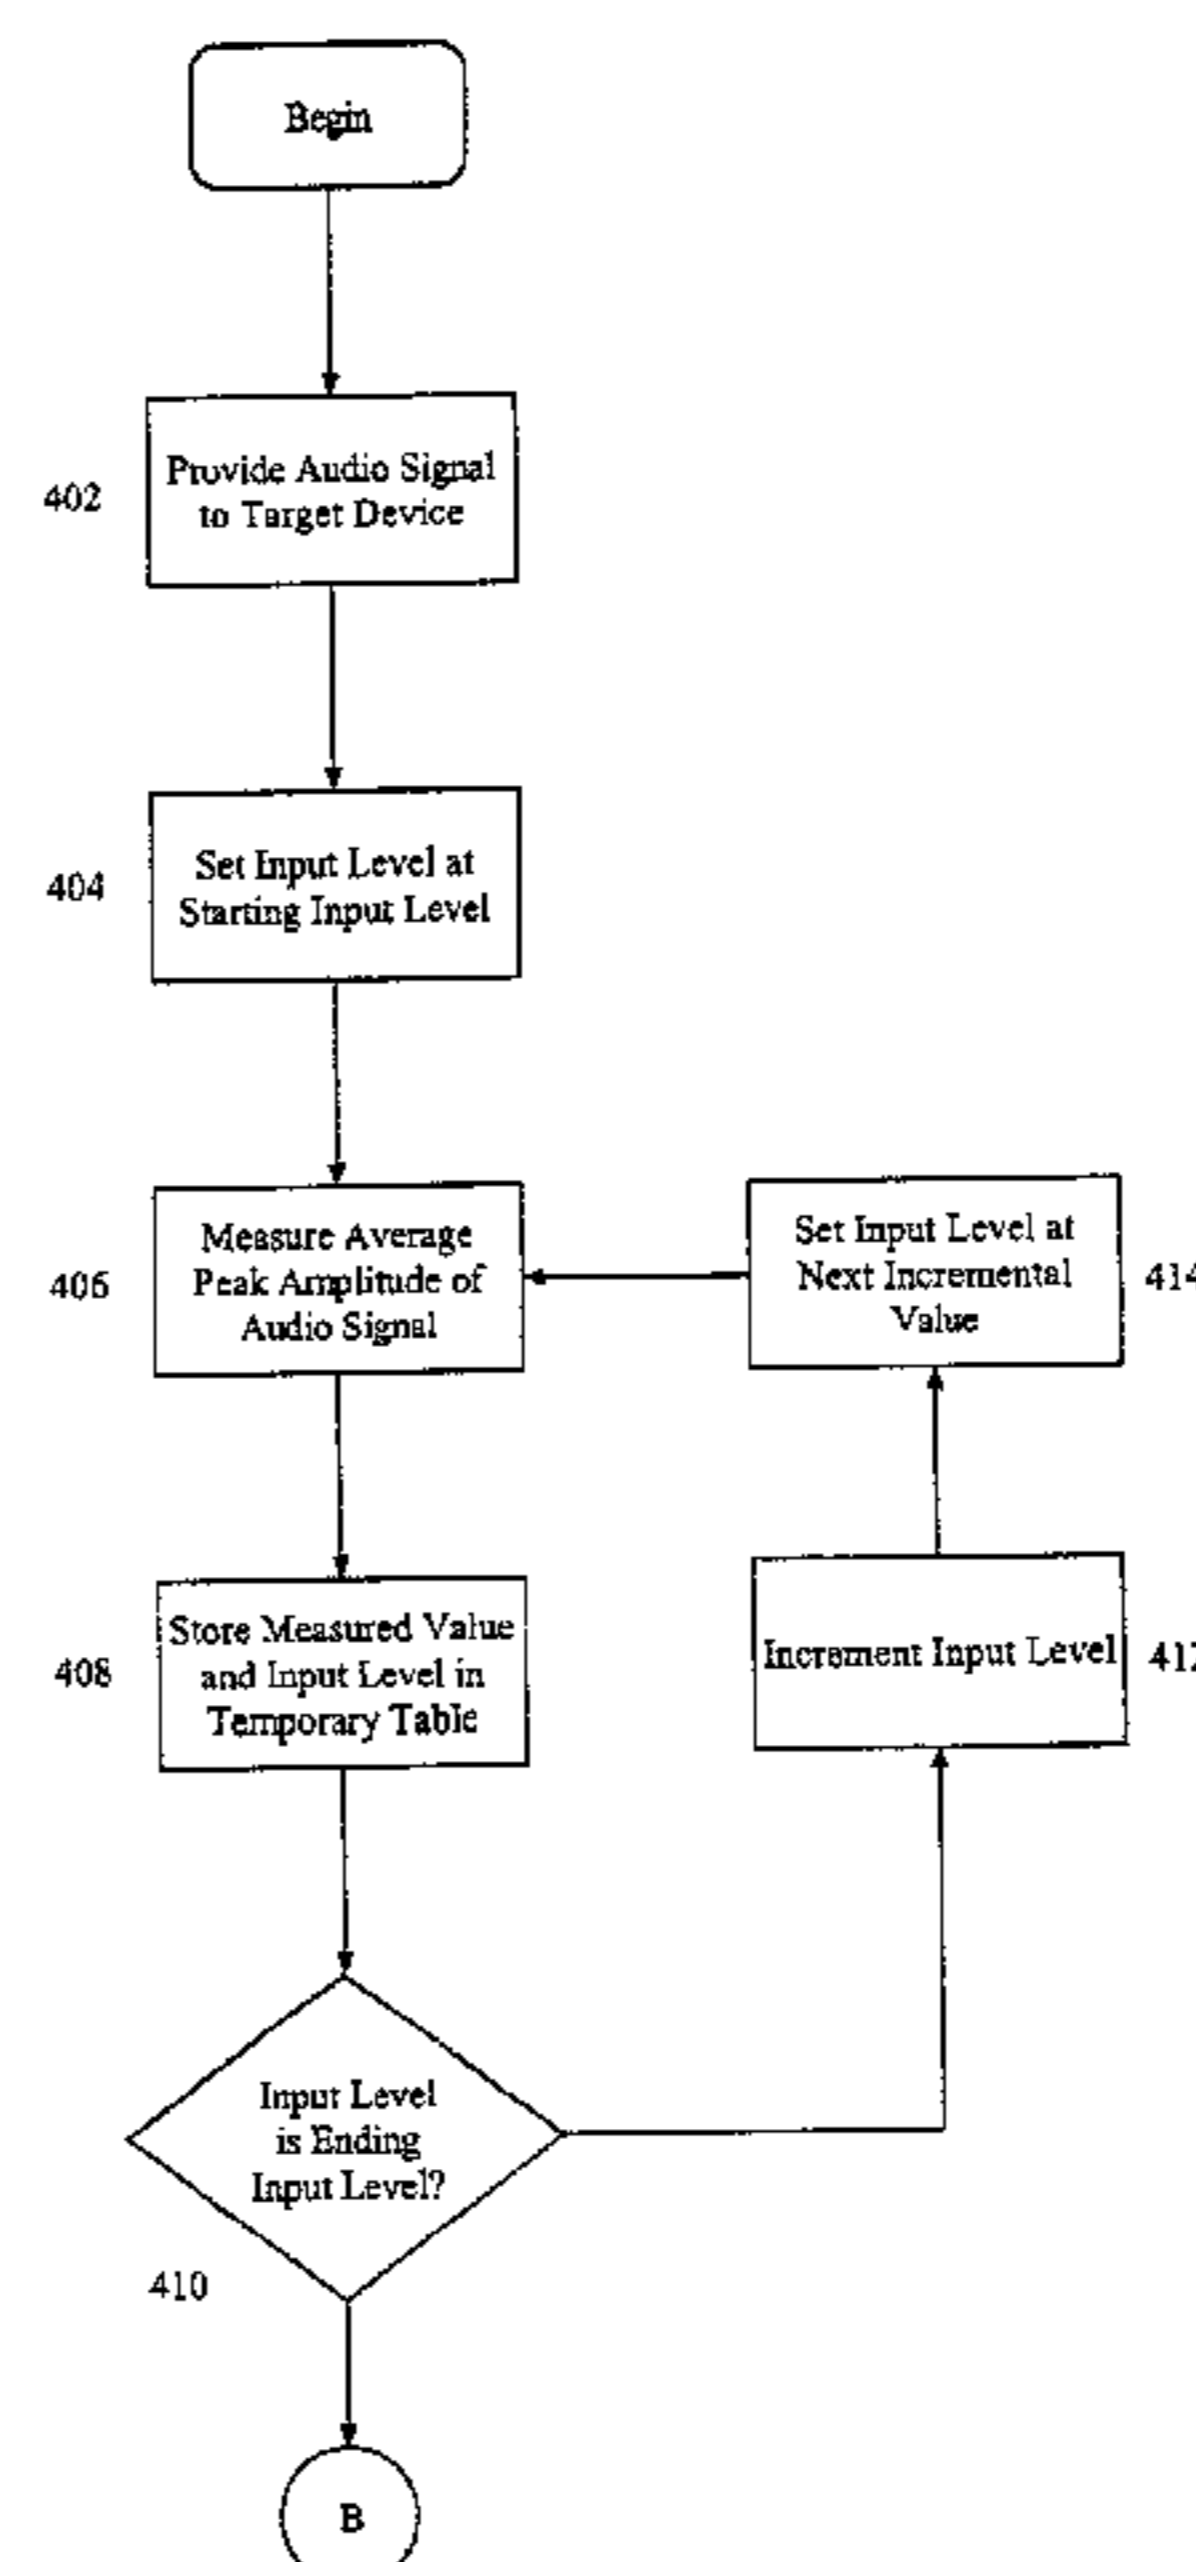 Begin
402
Provide Audio Signal
to Target Device
404
Set Input Level at
Starting Input Level
406
Measure Average
Peak Amplitude of
Audio Signal
Set Input Level at
Next Incremental
Value
414
408
Store Measured Value
and Input Level in
Temporary Table
Increment Input Level
412
Input Level
is Ending
Input Level?
410
B